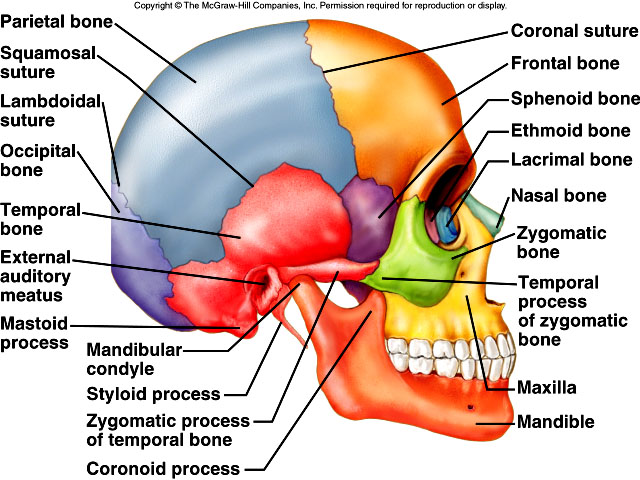 Copyright © The McGraw-Hill Companies, Inc. Permission required for reproduction or display.
Parietal bone
Squamosal
suture
Lambdoidal
suture
Occipital
bone
Temporal
bone
External
auditory
meatus
Mastoid
process
Mandibular
condyle
Styloid process
Zygomatic process
of temporal bone
Coronoid process
Coronal suture
Frontal bone
Sphenoid bone
Ethmoid bone
Lacrimal bone
Nasal bone
Zygomatic
bone
Temporal
process
of zygomatic
bone
Maxilla
Mandible